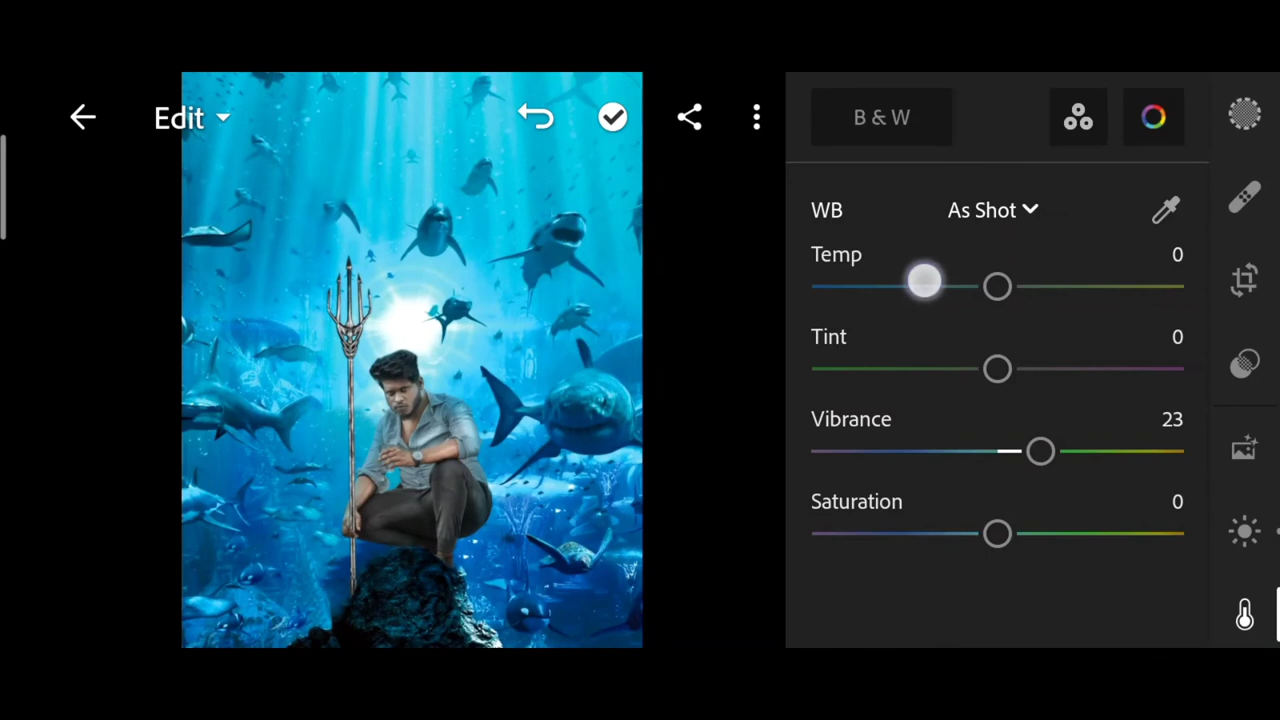 Edit
B & W
WB As Shot
Temp 0
Tint 0
Vibrance 23
Saturation 0